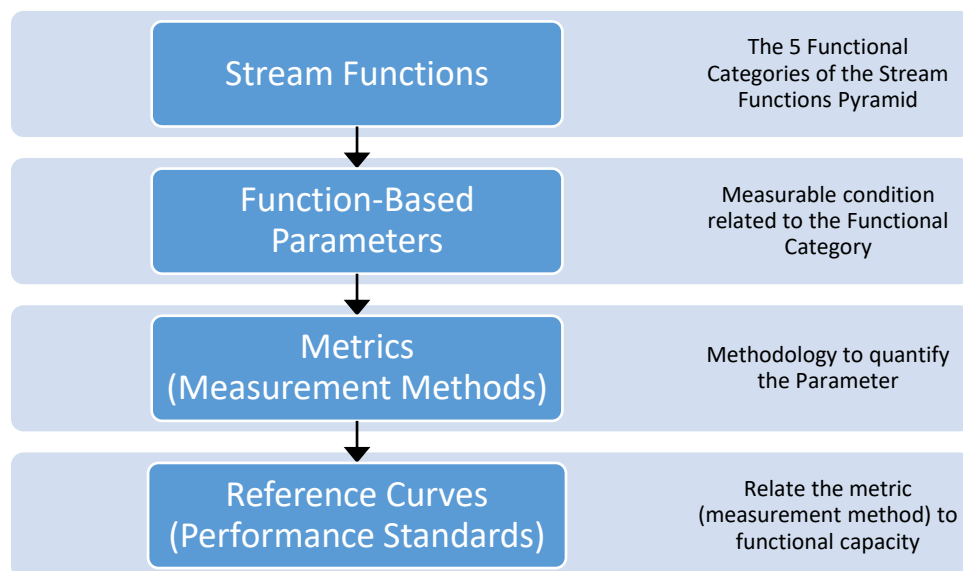 Stream Functions
The 5 Functional
Categories of the Stream
Functions Pyramid
Function-Based
Parameters
Measurable condition
related to the Functional
Category
Metrics
(Measurement Methods)
Methodology to quantify
the Parameter
Reference Curves
(Performance Standards)
Relate the metric
(measurement method) to
functional capacity